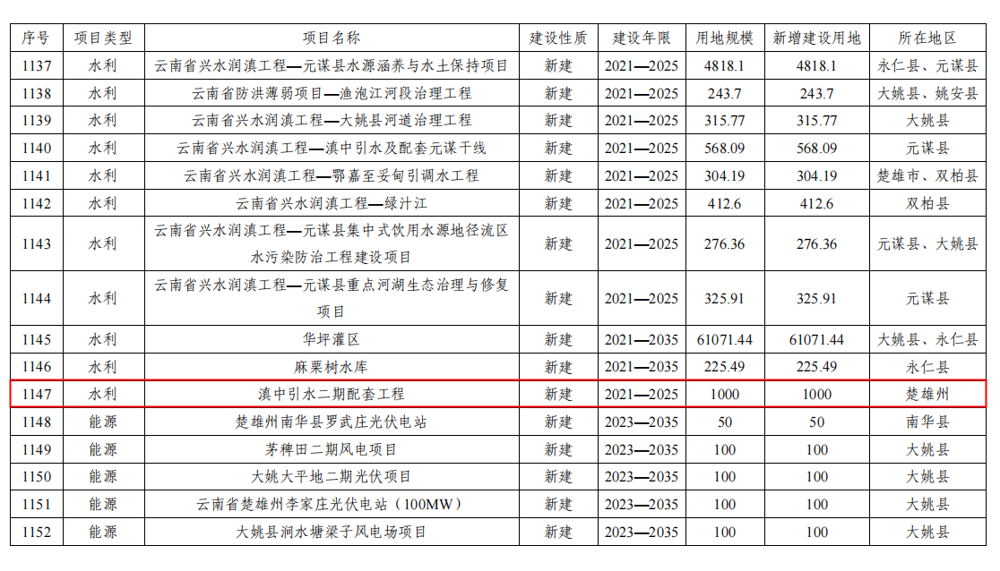 序号 项目类型 项目名称 建设性质 建设年限 用地规模 新增建设用地 所在地区
1137 水利 云南省兴水润滇工程—元谋县水源涵养与水土保持项目 新建 2021—2025 4818.1 4818.1 永仁县、元谋县
1138 水利 云南省防洪薄弱项目—渔泡江河段治理工程 新建 2021—2025 243.7 243.7 大姚县、姚安县
1139 水利 云南省兴水润滇工程—大姚县河道治理工程 新建 2021—2025 315.77 315.77 大姚县
1140 水利 云南省兴水润滇工程—滇中引水及配套元谋干线 新建 2021—2025 568.09 568.09 元谋县
1141 水利 云南省兴水润滇工程—鄂嘉至妥甸引调水工程 新建 2021—2025 304.19 304.19 楚雄市、双柏县
1142 水利 云南省兴水润滇工程—绿汁江 新建 2021—2025 412.6 412.6 双柏县
1143 水利 云南省兴水润滇工程—元谋县集中式饮用水源地径流区
水污染防治工程建设项目 新建 2021—2025 276.36 276.36 元谋县、大姚县
1144 水利 云南省兴水润滇工程—元谋县重点河湖生态治理与修复
项目 新建 2021—2025 325.91 325.91 元谋县
1145 水利 华坪灌区 新建 2021—2035 61071.44 61071.44 大姚县、永仁县
1146 水利 麻栗树水库 新建 2021—2035 225.49 225.49 永仁县
1147 水利 滇中引水二期配套工程 新建 2021—2025 1000 1000 楚雄州
1148 能源 楚雄州南华县罗武庄光伏电站 新建 2023—2035 50 50 南华县
1149 能源 茅稗田二期风电项目 新建 2023—2035 100 100 大姚县
1150 能源 大姚大平地二期光伏项目 新建 2023—2035 100 100 大姚县
1151 能源 云南省楚雄州李家庄光伏电站（100MW） 新建 2023—2035 100 100 大姚县
1152 能源 大姚县涧水塘梁子风电场项目 新建 2023—2035 100 100 大姚县